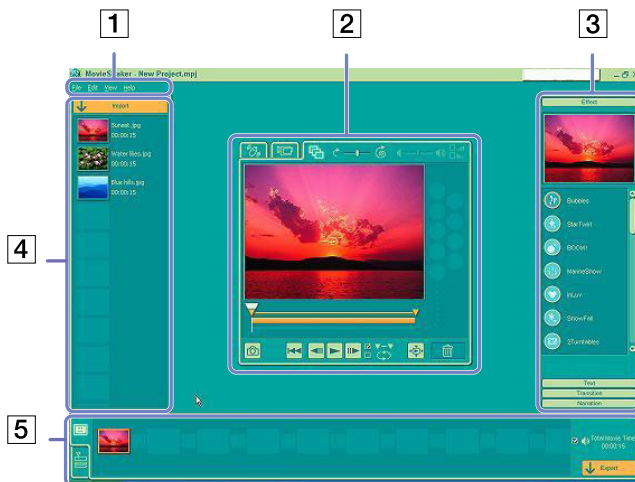 1
2
3
MovieShaker - New Project.mpj
File Edit View Help
Import
Effect
Sunset.jpg
00:00:15
Water lilies.jpg
00:00:15
Blue hills.jpg
00:00:15
Bubbles
StarTwirl
BOOM!
MarineSnow
InLuv
SnowFall
2Turntables
4
Text
Transition
Narration
5
Total Movie Time
00:00:15
Export